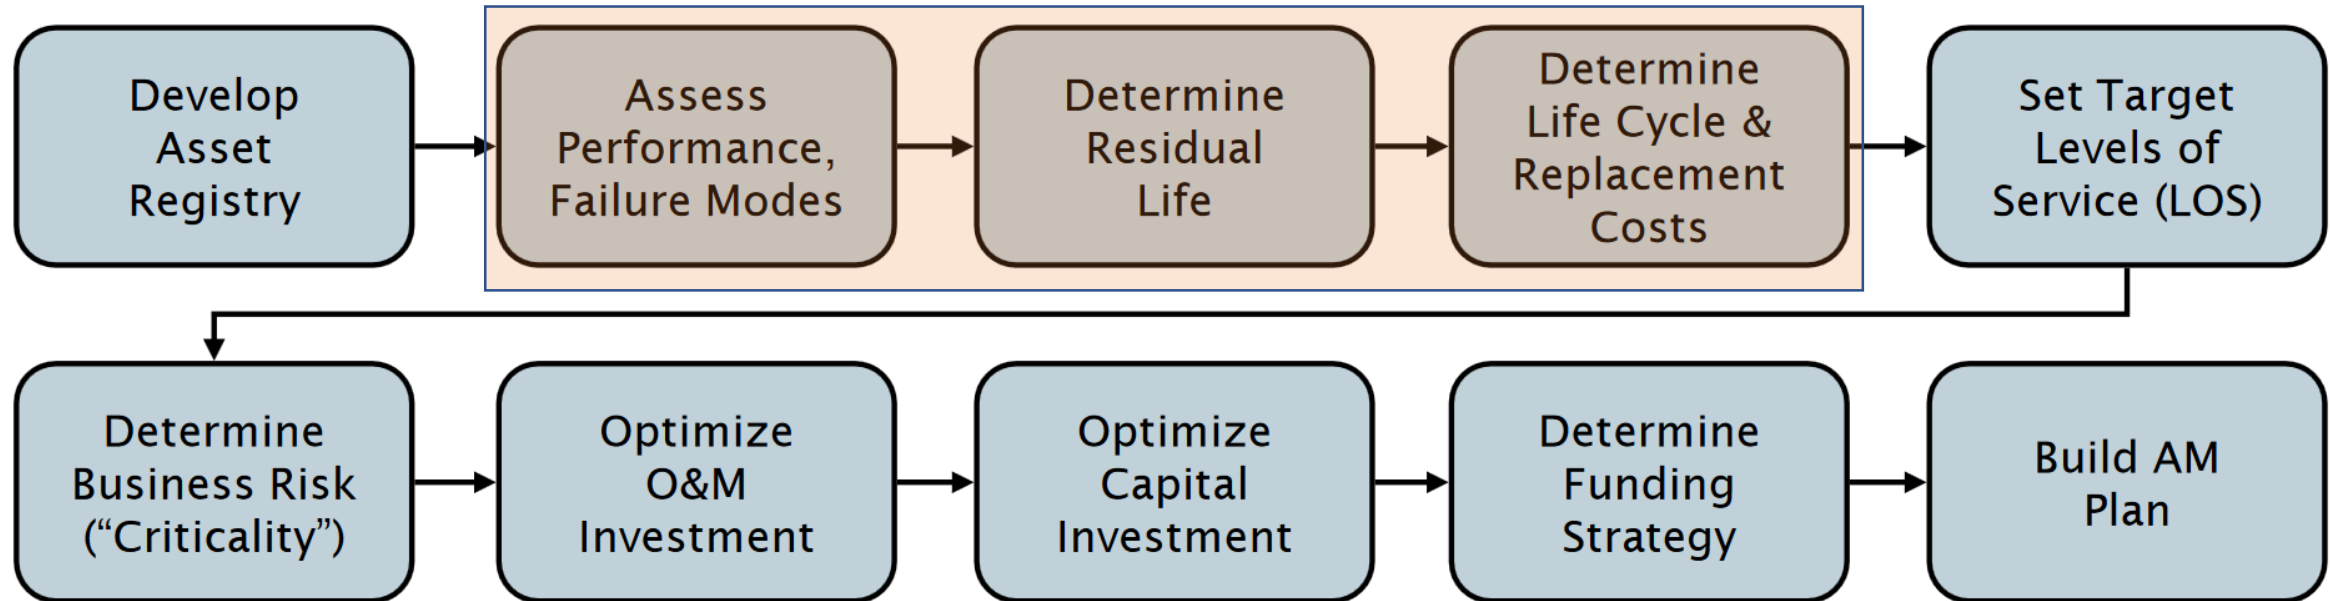 Develop
Asset
Registry
Assess
Performance,
Failure Modes
Determine
Residual
Life
Determine
Life Cycle &
Replacement
Costs
Set Target
Levels of
Service (LOS)
Determine
Business Risk
(“Criticality”)
Optimize
O&M
Investment
Optimize
Capital
Investment
Determine
Funding
Strategy
Build AM
Plan